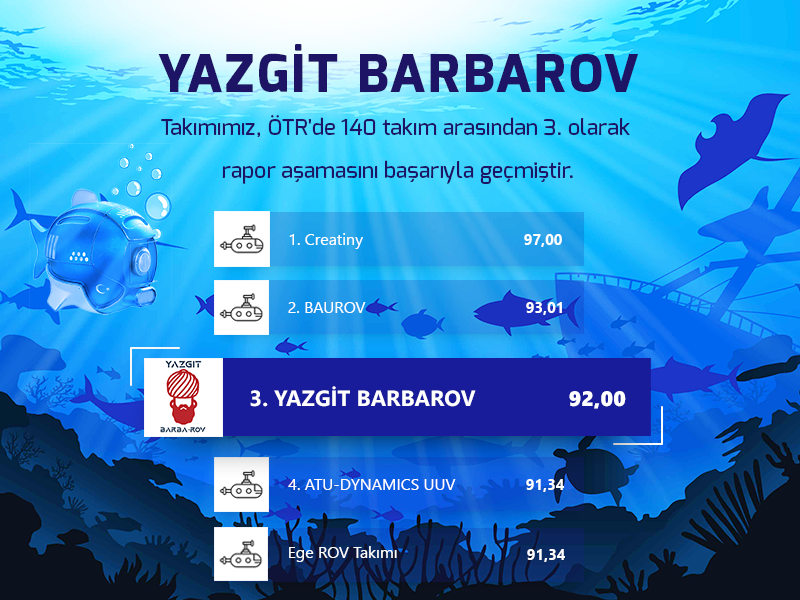 YAZGİT BARBAROV
Takımımız, ÖTR'de 140 takım arasından 3. olarak
rapor aşamasını başarıyla geçmiştir.
1. Creatiny 97,00
2. BAUROV 93,01
YAZGIT
BARBA-ROV
3. YAZGİT BARBAROV 92,00
4. ATU-DYNAMICS UUV 91,34
Ege ROV Takımı 91,34